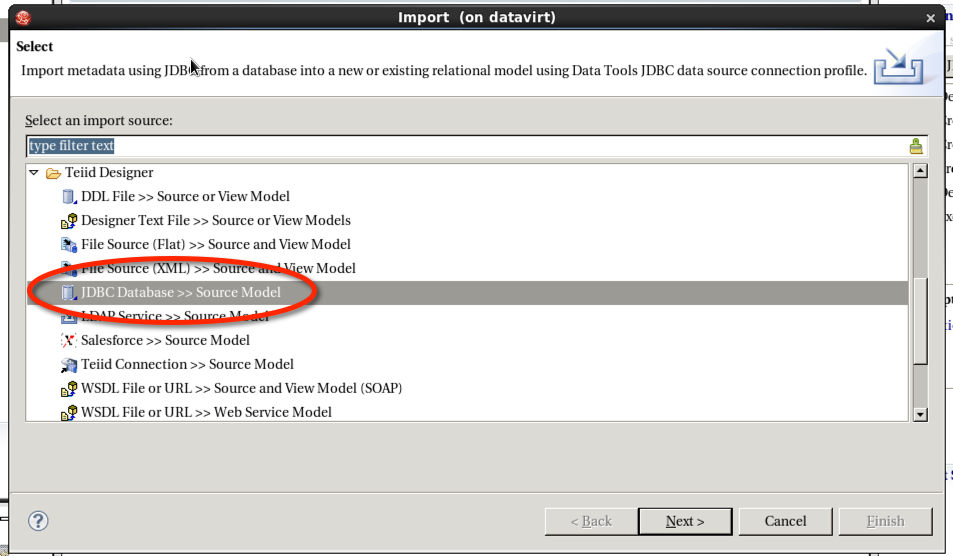 Import (on datavirt)
Select
Import metadata using JDBC from a database into a new or existing relational model using Data Tools JDBC data source connection profile.
Select an import source:
type filter text
Teiid Designer
DDL File >> Source or View Model
Designer Text File >> Source or View Models
File Source (Flat) >> Source and View Model
File Source (XML) >> Source and View Model
JDBC Database >> Source Model
LDAP Service >> Source Model
Salesforce >> Source Model
Teiid Connection >> Source Model
WSDL File or URL >> Source and View Model (SOAP)
WSDL File or URL >> Web Service Model
< Back
Next >
Cancel
Finish